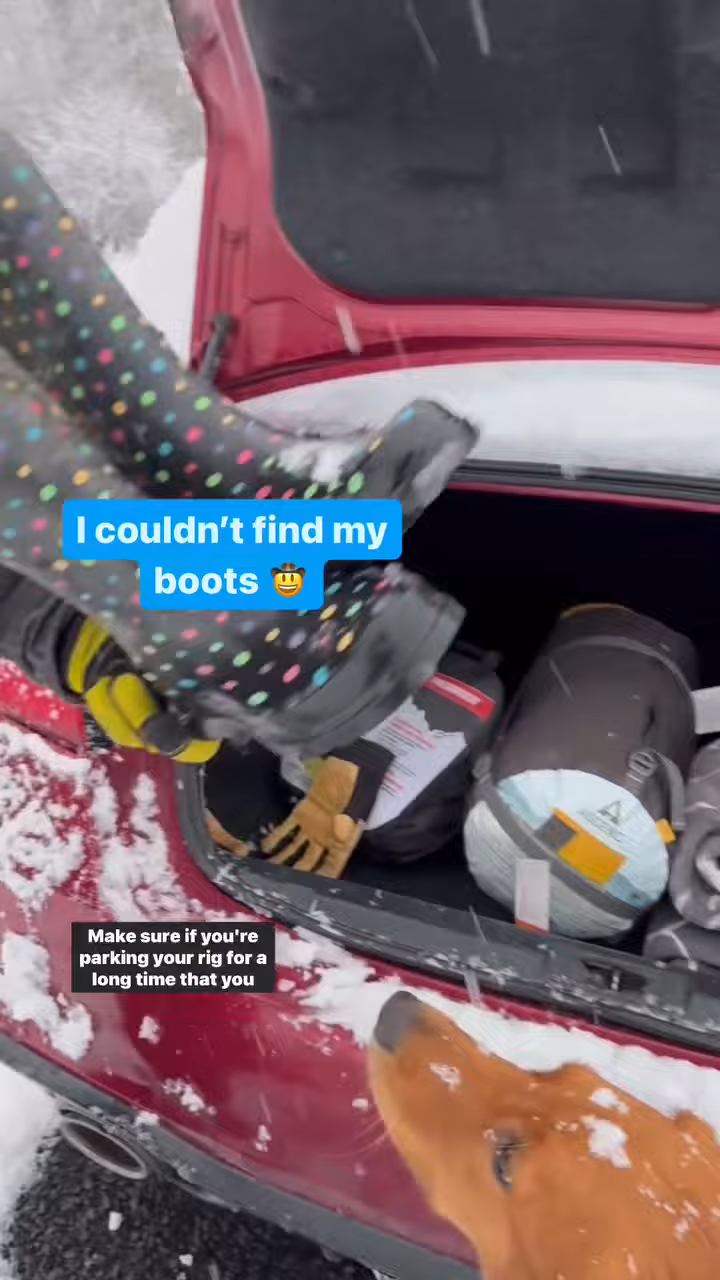 I couldn't find my
boots 🤠
Make sure if you're
parking your rig for a
long time that you